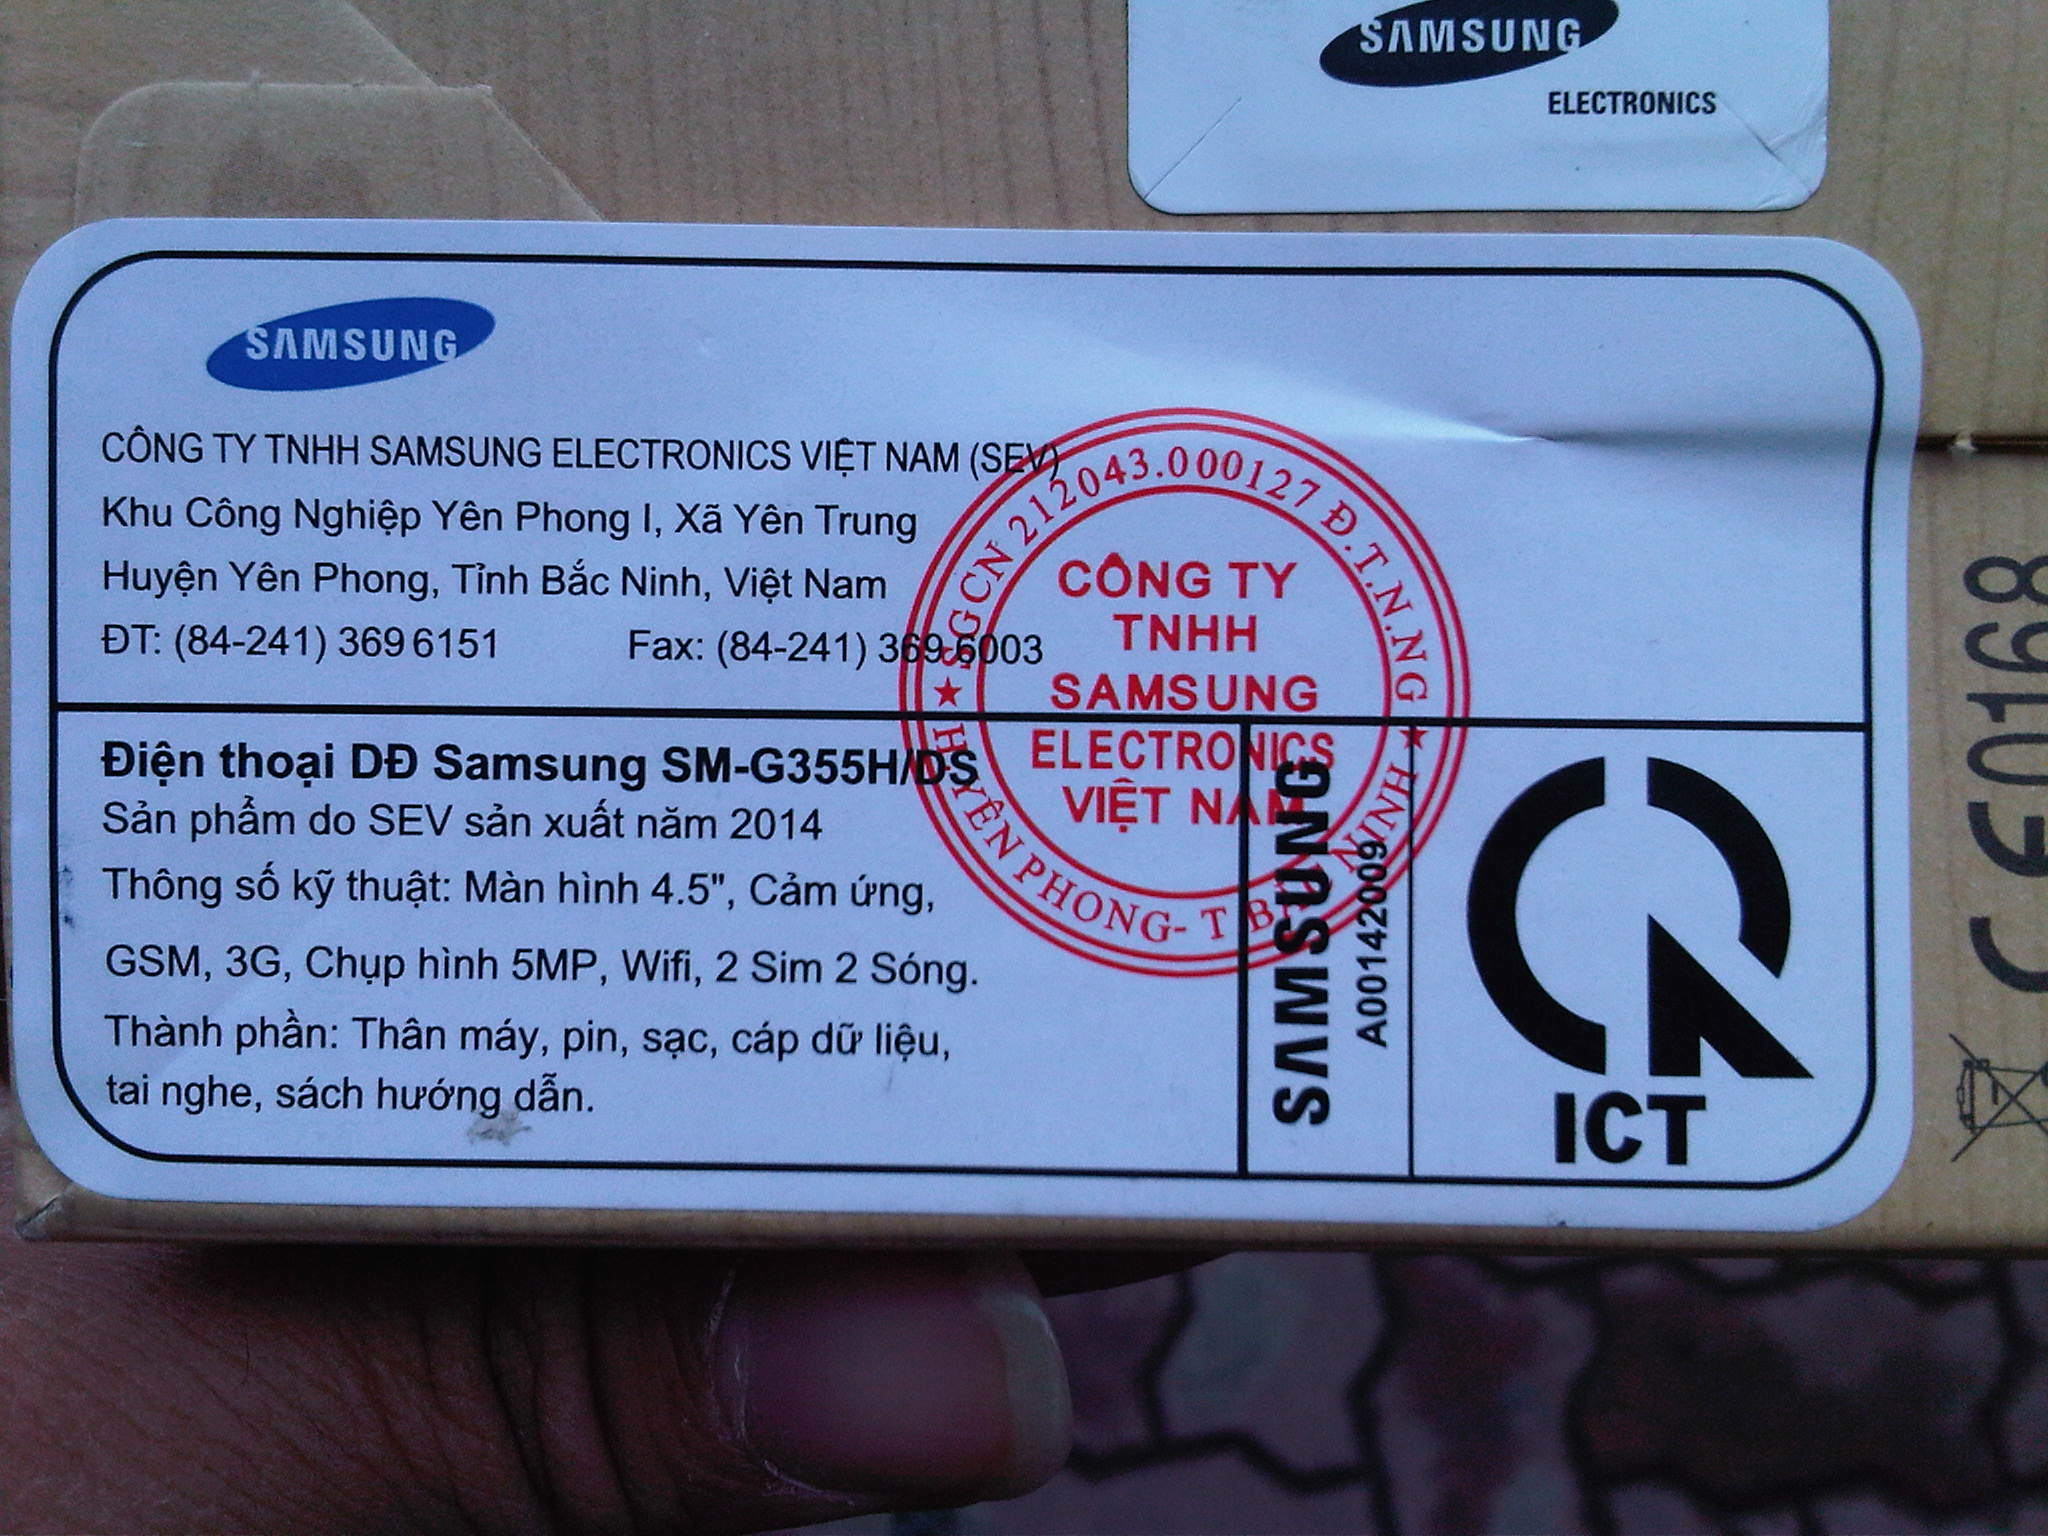 SAMSUNG
ELECTRONICS
SAMSUNG
CÔNG TY TNHH SAMSUNG ELECTRONICS VIỆT NAM (SEV)
Khu Công Nghiệp Yên Phong I, Xã Yên Trung
Huyện Yên Phong, Tỉnh Bắc Ninh, Việt Nam
ĐT: (84-241) 369 6151 Fax: (84-241) 369 6003
SGCN 212043.000127 Đ.T.N.NG
CÔNG TY
TNHH
SAMSUNG
ELECTRONICS
VIỆT NAM
HUYÊN PHONG- T NINH
Điện thoại DĐ Samsung SM-G355H/DS
Sản phẩm do SEV sản xuất năm 2014
Thông số kỹ thuật: Màn hình 4.5", Cảm ứng,
GSM, 3G, Chụp hình 5MP, Wifi, 2 Sim 2 Sóng.
Thành phần: Thân máy, pin, sạc, cáp dữ liệu,
tai nghe, sách hướng dẫn.
SAMSUNG
A00142009
ICT
CE0168